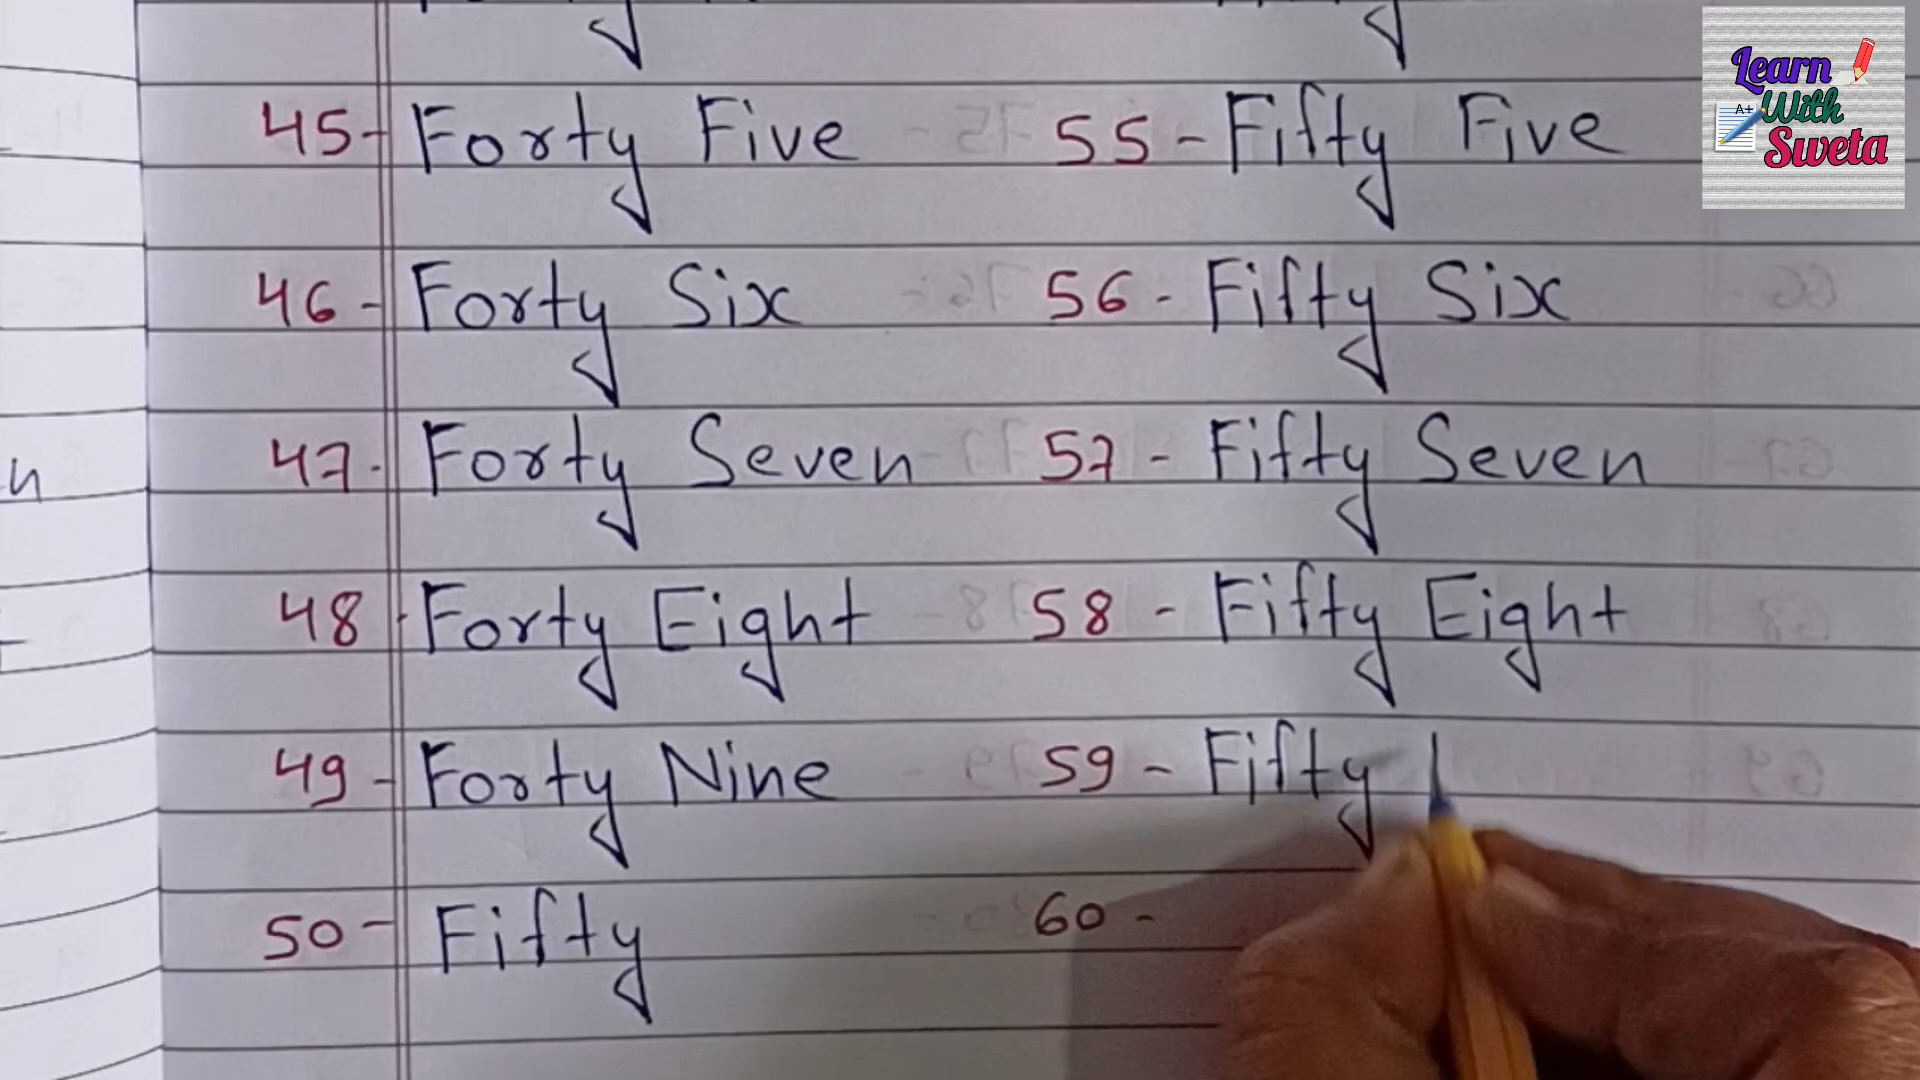 45- Forty Five 55 - Fifty Five
46 - Forty Six 56 - Fifty Six
47 - Forty Seven 57 - Fifty Seven
48 - Forty Eight 58 - Fifty Eight
49 - Forty Nine 59 - Fifty
50 - Fifty 60 -
Learn
A+ With
Sweta
n